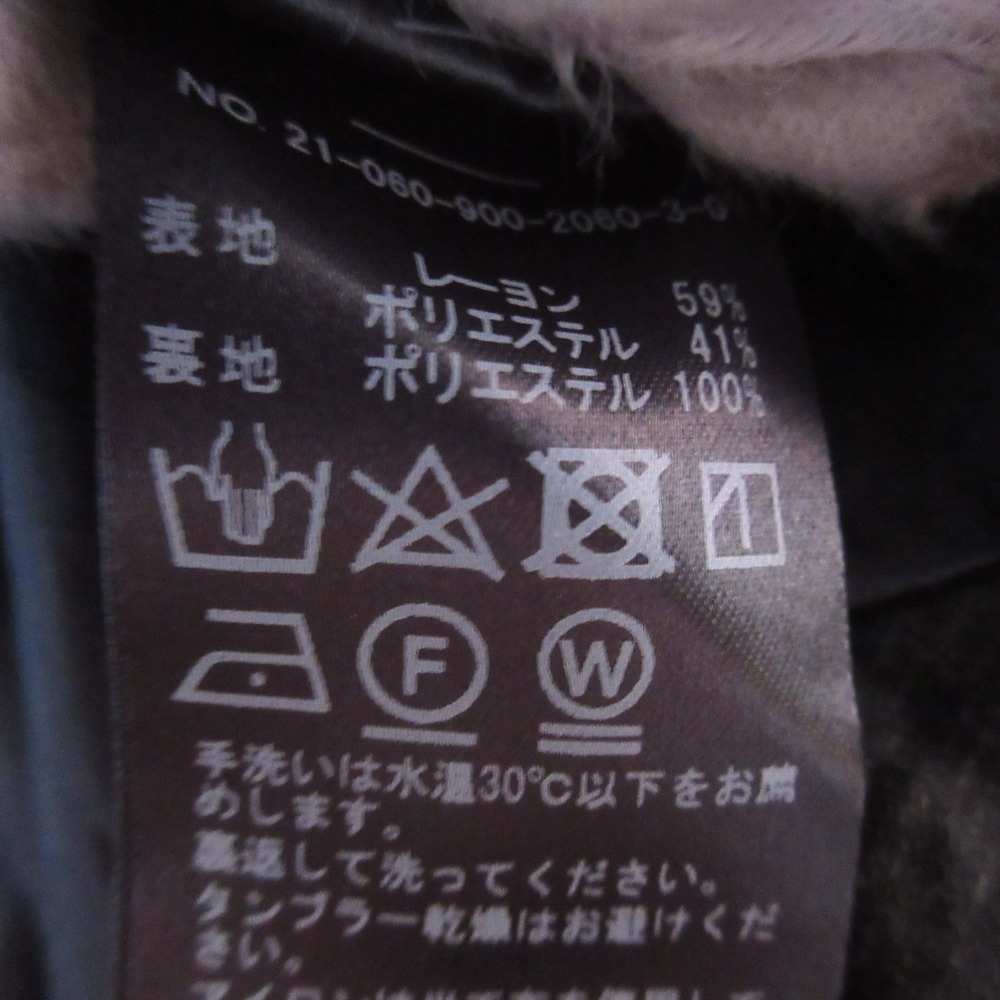 NO. 21-060-900-2060-3-0
表地
レーヨン 59%
ポリエステル 41%
裏地 ポリエステル 100%
F W
手洗いは水温30℃以下をお薦
めします。
裏返して洗ってください。
タンブラー乾燥はお避けくだ
さい。